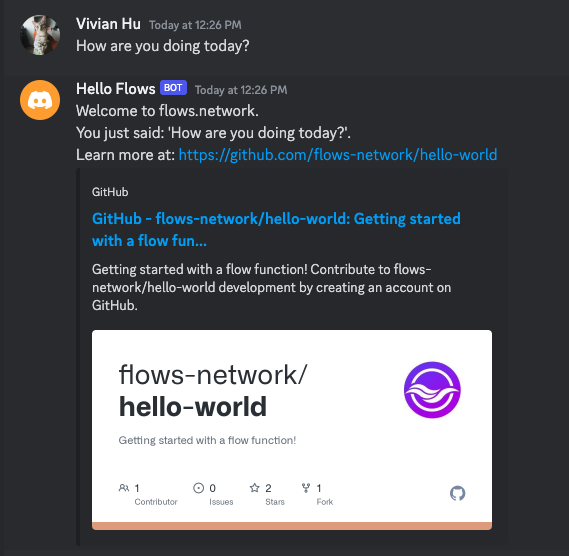 Vivian Hu Today at 12:26 PM
How are you doing today?
Hello Flows BOT Today at 12:26 PM
Welcome to flows.network.
You just said: 'How are you doing today?'.
Learn more at: https://github.com/flows-network/hello-world
GitHub
GitHub - flows-network/hello-world: Getting started
with a flow fun...
Getting started with a flow function! Contribute to flows-
network/hello-world development by creating an account on
GitHub.
flows-network/
hello-world
Getting started with a flow function!
1 0 2 1
Contributor Issues Stars Fork